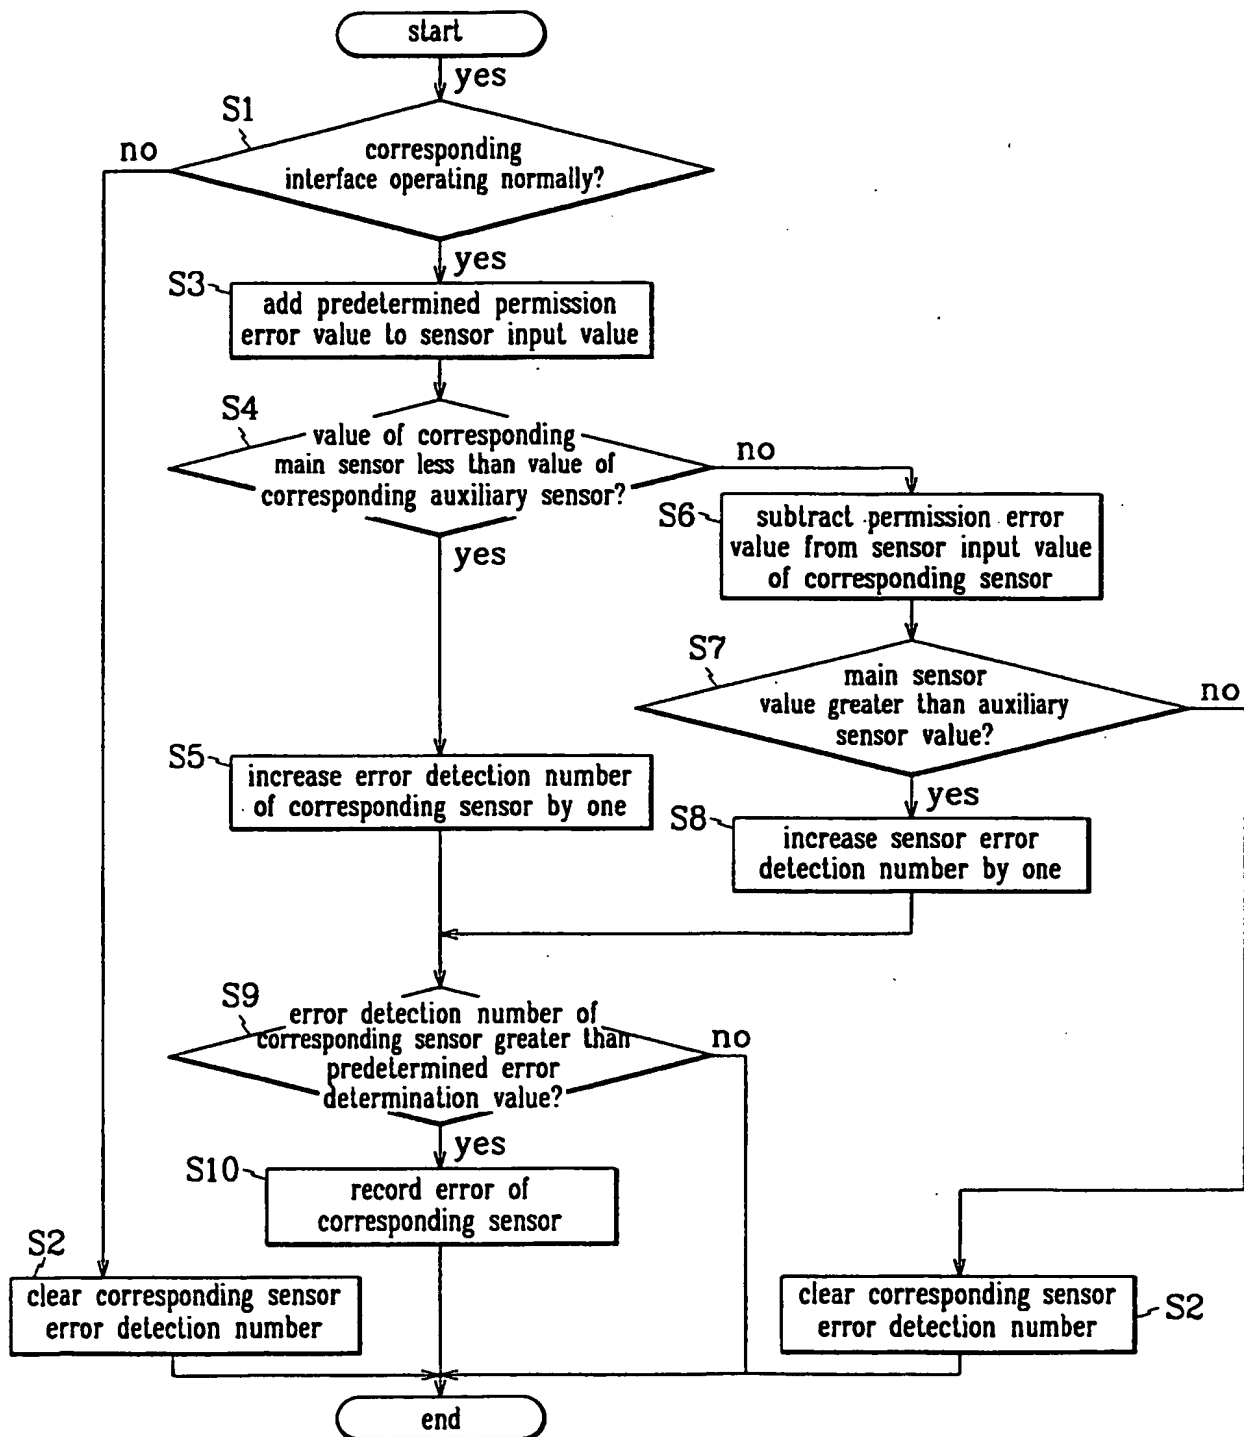 start
yes
S1
no
corresponding
interface operating normally?
yes
S3
add predetermined permission
error value to sensor input value
S4
value of corresponding
main sensor less than value of
corresponding auxiliary sensor?
no
yes
S6
subtract permission error
value from sensor input value
of corresponding sensor
S7
main sensor
value greater than auxiliary
sensor value?
no
yes
S5
increase error detection number
of corresponding sensor by one
S8
increase sensor error
detection number by one
S9
error detection number of
corresponding sensor greater than
predetermined error
determination value?
no
yes
S10
record error of
corresponding sensor
S2
clear corresponding sensor
error detection number
clear corresponding sensor
error detection number
S2
end